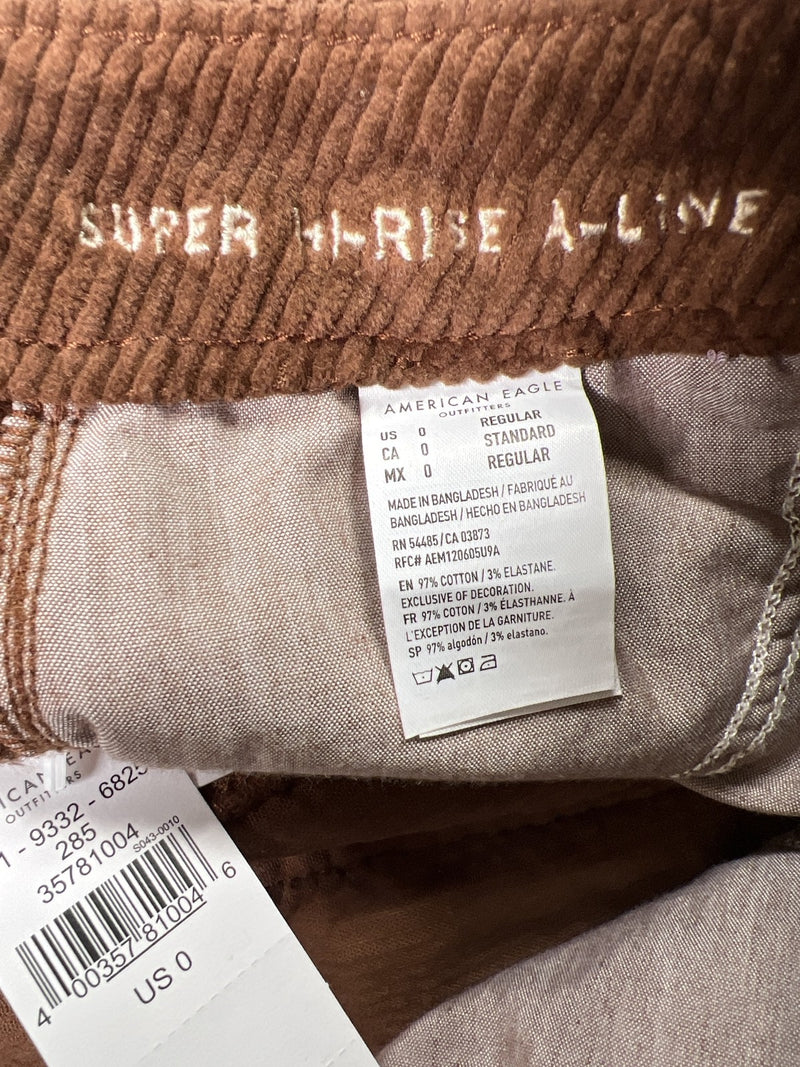 SUPER HI-RISE A-LINE
AMERICAN EAGLE
OUTFITTERS
US 0 REGULAR
CA 0 STANDARD
MX 0 REGULAR
MADE IN BANGLADESH / FABRIQUÉ AU
BANGLADESH / HECHO EN BANGLADESH
RN 54485/CA 03873
RFC# AEM120605U9A
EN 97% COTTON / 3% ELASTANE.
EXCLUSIVE OF DECORATION.
FR 97% COTON / 3% ÉLASTHANNE. À
L'EXCEPTION DE LA GARNITURE.
SP 97% algodón / 3% elastano.
1 - 9332 - 6825
285
35781004
S043-0010
4 00357 81004 6
US 0